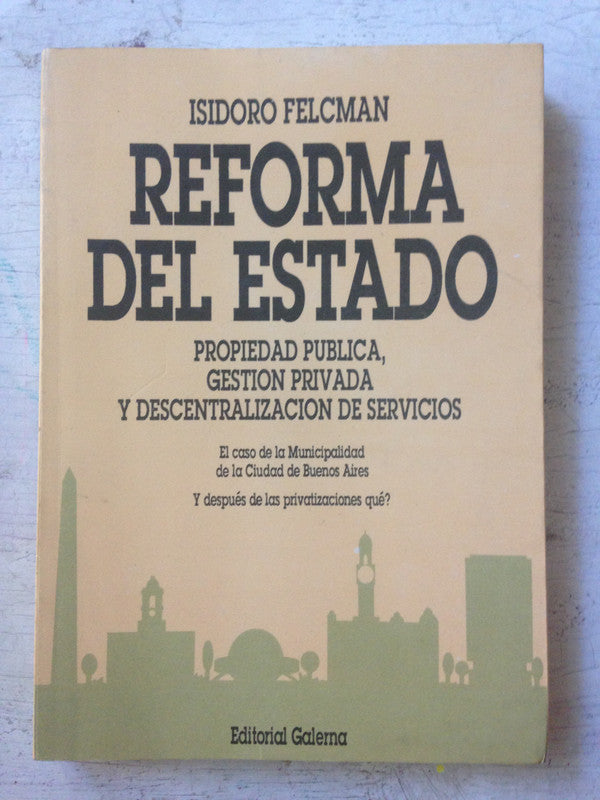 ISIDORO FELCMAN
REFORMA
DEL ESTADO
PROPIEDAD PUBLICA,
GESTION PRIVADA
Y DESCENTRALIZACION DE SERVICIOS
El caso de la Municipalidad
de la Ciudad de Buenos Aires
Y después de las privatizaciones qué?
Editorial Galerna